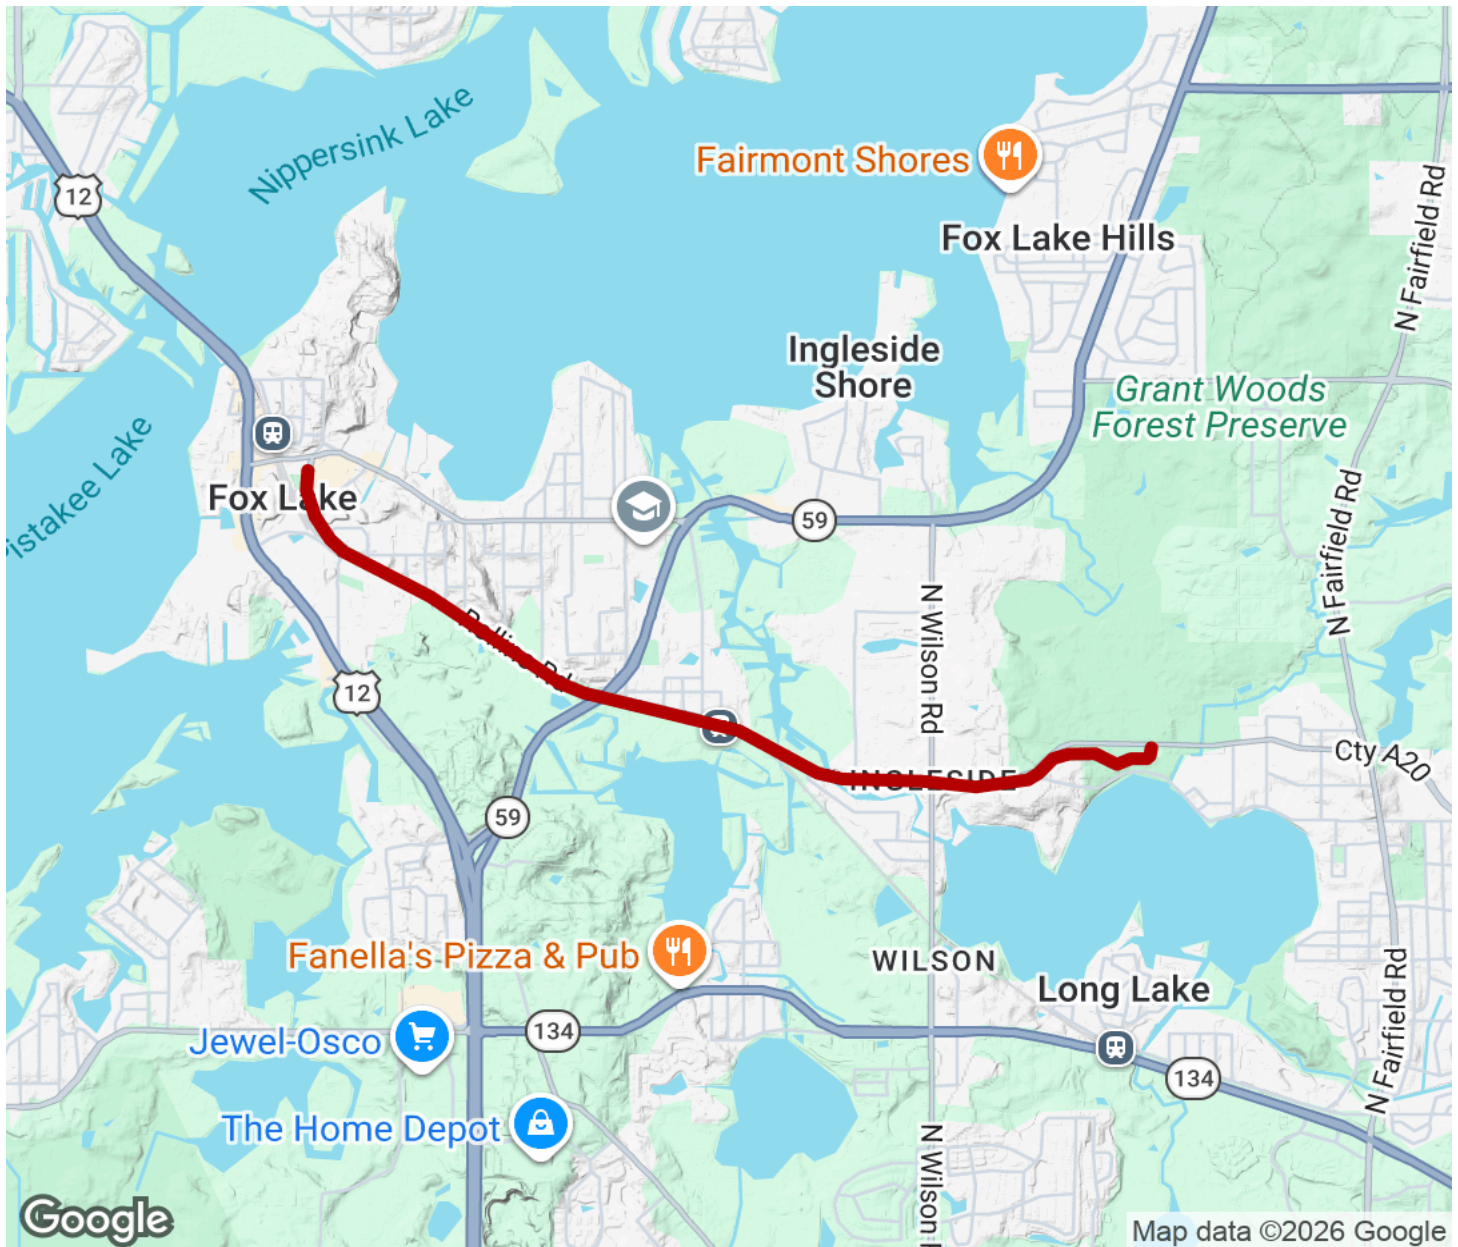 Nippersink Lake
12
Fairmont Shores
Fox Lake Hills
N Fairfield Rd
Ingleside
Shore
Grant Woods
Forest Preserve
Fox Lake
59
N Fairfield Rd
N Wilson Rd
12
INGLESIDE
Cty A20
59
Fanella's Pizza & Pub
WILSON
Long Lake
Jewel-Osco
134
134
N Fairfield Rd
The Home Depot
N Wilson
Google
Map data ©2026 Google